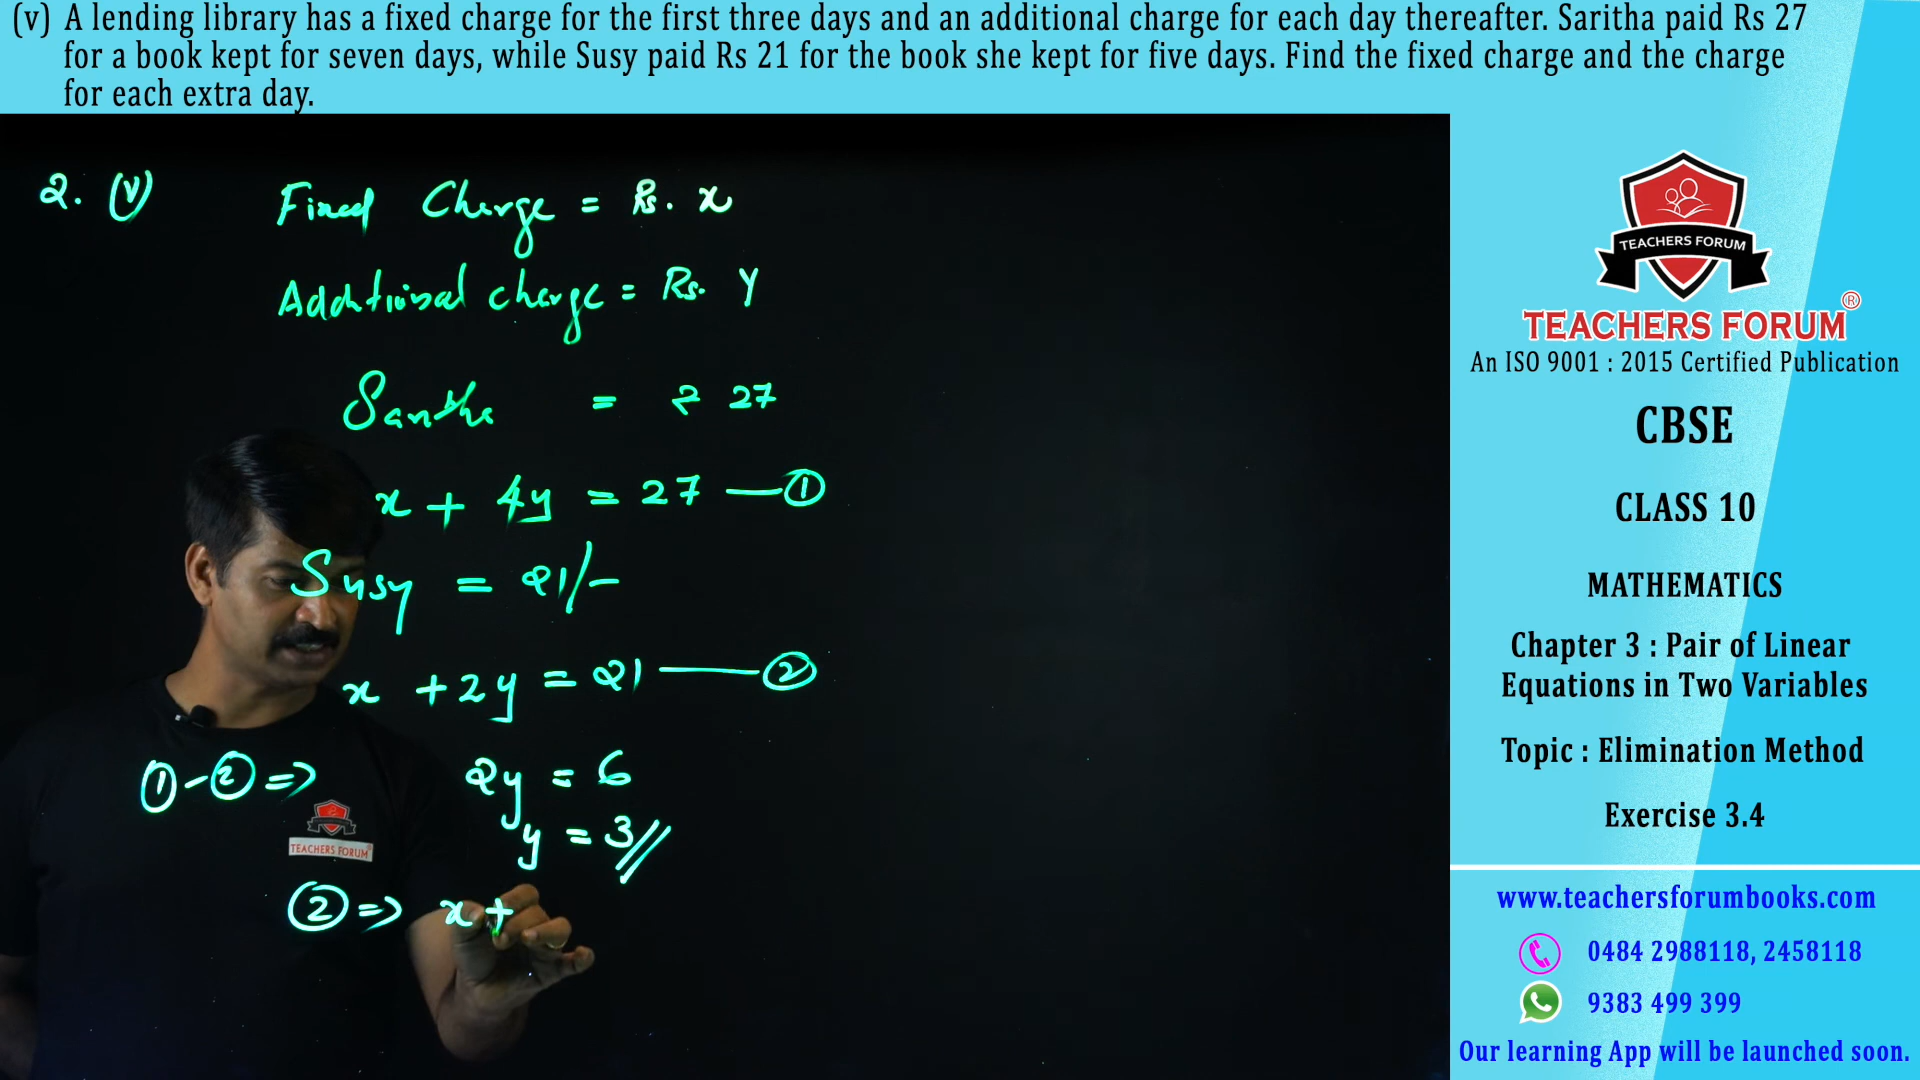 (v) A lending library has a fixed charge for the first three days and an additional charge for each day thereafter. Saritha paid Rs 27
for a book kept for seven days, while Susy paid Rs 21 for the book she kept for five days. Find the fixed charge and the charge
for each extra day.
2. (v)
Fixed Charge = Rs. x
Additional charge = Rs. y
Saritha = ₹ 27
x + 4y = 27 — ①
Susy = 21/-
x + 2y = 21 — ②
① - ② => 2y = 6
y = 3//
② => x +
TEACHERS FORUM
TEACHERS FORUM
TEACHERS FORUM®
An ISO 9001 : 2015 Certified Publication
CBSE
CLASS 10
MATHEMATICS
Chapter 3 : Pair of Linear
Equations in Two Variables
Topic : Elimination Method
Exercise 3.4
www.teachersforumbooks.com
0484 2988118, 2458118
9383 499 399
Our learning App will be launched soon.